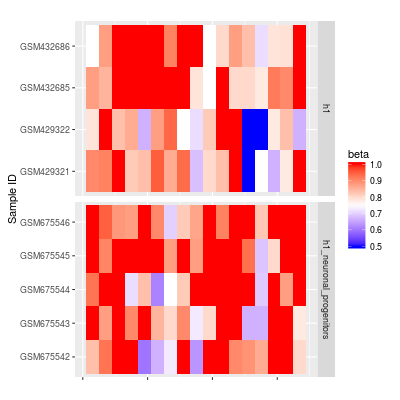 Sample ID
GSM432686
GSM432685
GSM429322
GSM429321
h1
GSM675546
GSM675545
GSM675544
GSM675543
GSM675542
h1_neuronal_progenitors
beta
1.0
0.9
0.8
0.7
0.6
0.5